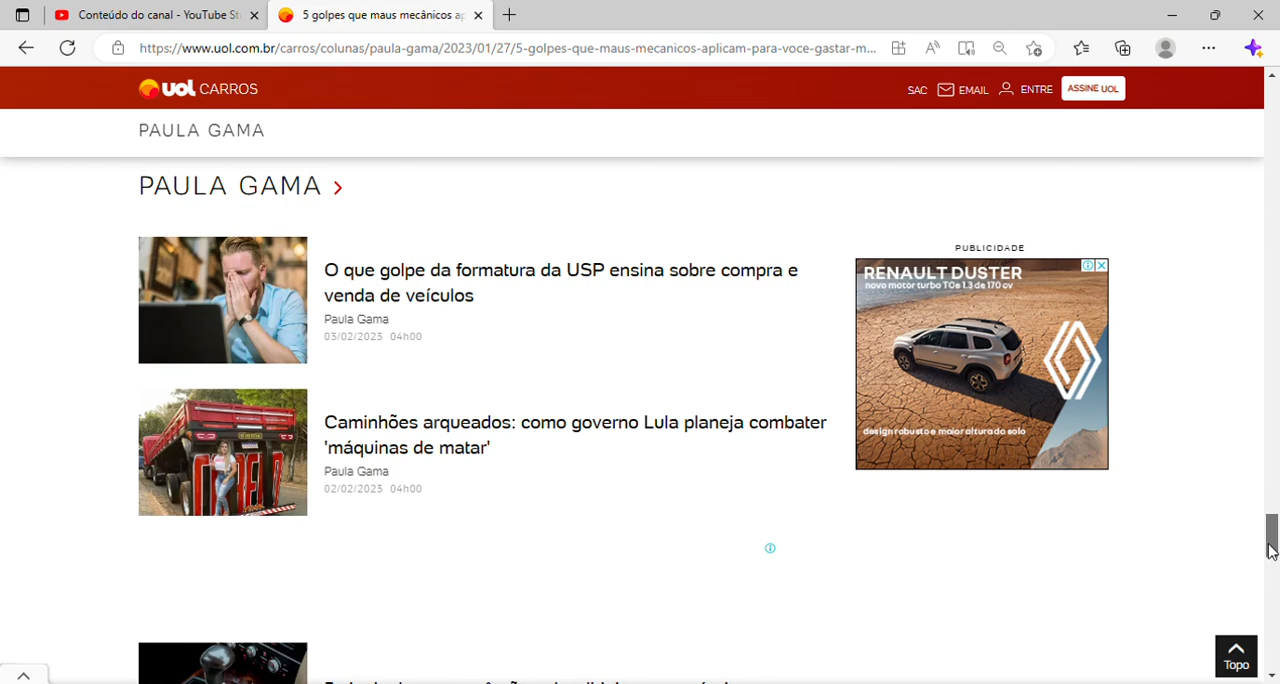 Conteúdo do canal - YouTube St
5 golpes que maus mecânicos ap
https://www.uol.com.br/carros/colunas/paula-gama/2023/01/27/5-golpes-que-maus-mecanicos-aplicam-para-voce-gastar-m...
UOL CARROS
SAC EMAIL ENTRE ASSINE UOL
PAULA GAMA
PAULA GAMA
O que golpe da formatura da USP ensina sobre compra e
venda de veículos
Paula Gama
03/02/2023 04h00
PUBLICIDADE
RENAULT DUSTER
novo motor turbo TCe 1.3 de 170 cv
design robusto e maior altura do solo
Caminhões arqueados: como governo Lula planeja combater
'máquinas de matar'
Paula Gama
02/02/2023 04h00
Topo